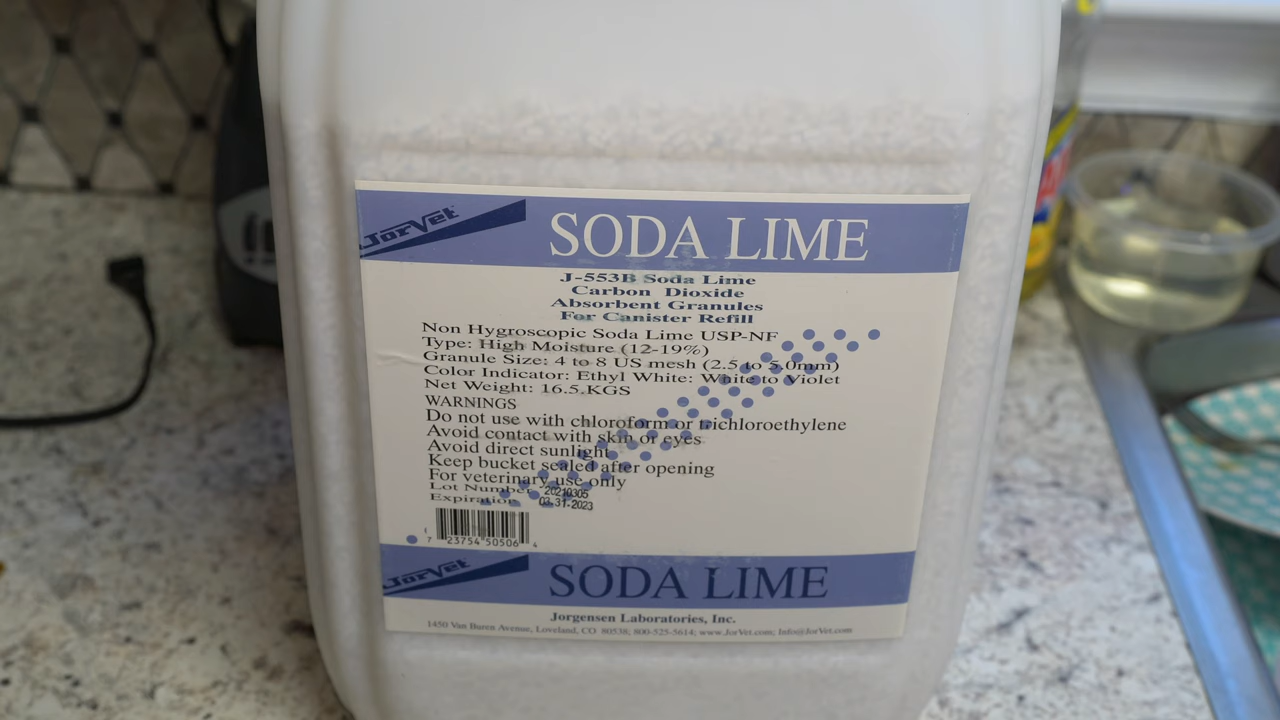 JorVet
SODA LIME
J-553B Soda Lime
Carbon Dioxide
Absorbent Granules
For Canister Refill
Non Hygroscopic Soda Lime USP-NF
Type: High Moisture (12-19%)
Granule Size: 4 to 8 US mesh (2.5 to 5.0mm)
Color Indicator: Ethyl White: White to Violet
Net Weight: 16.5.KGS
WARNINGS
Do not use with chloroform or trichloroethylene
Avoid contact with skin or eyes
Avoid direct sunlight
Keep bucket sealed after opening
For veterinary use only
Lot Number 20210305
Expiration 03-31-2023
7 23754 50506 4
JorVet
SODA LIME
Jorgensen Laboratories, Inc.
1450 Van Buren Avenue, Loveland, CO 80538; 800-525-5614; www.JorVet.com; Info@JorVet.com